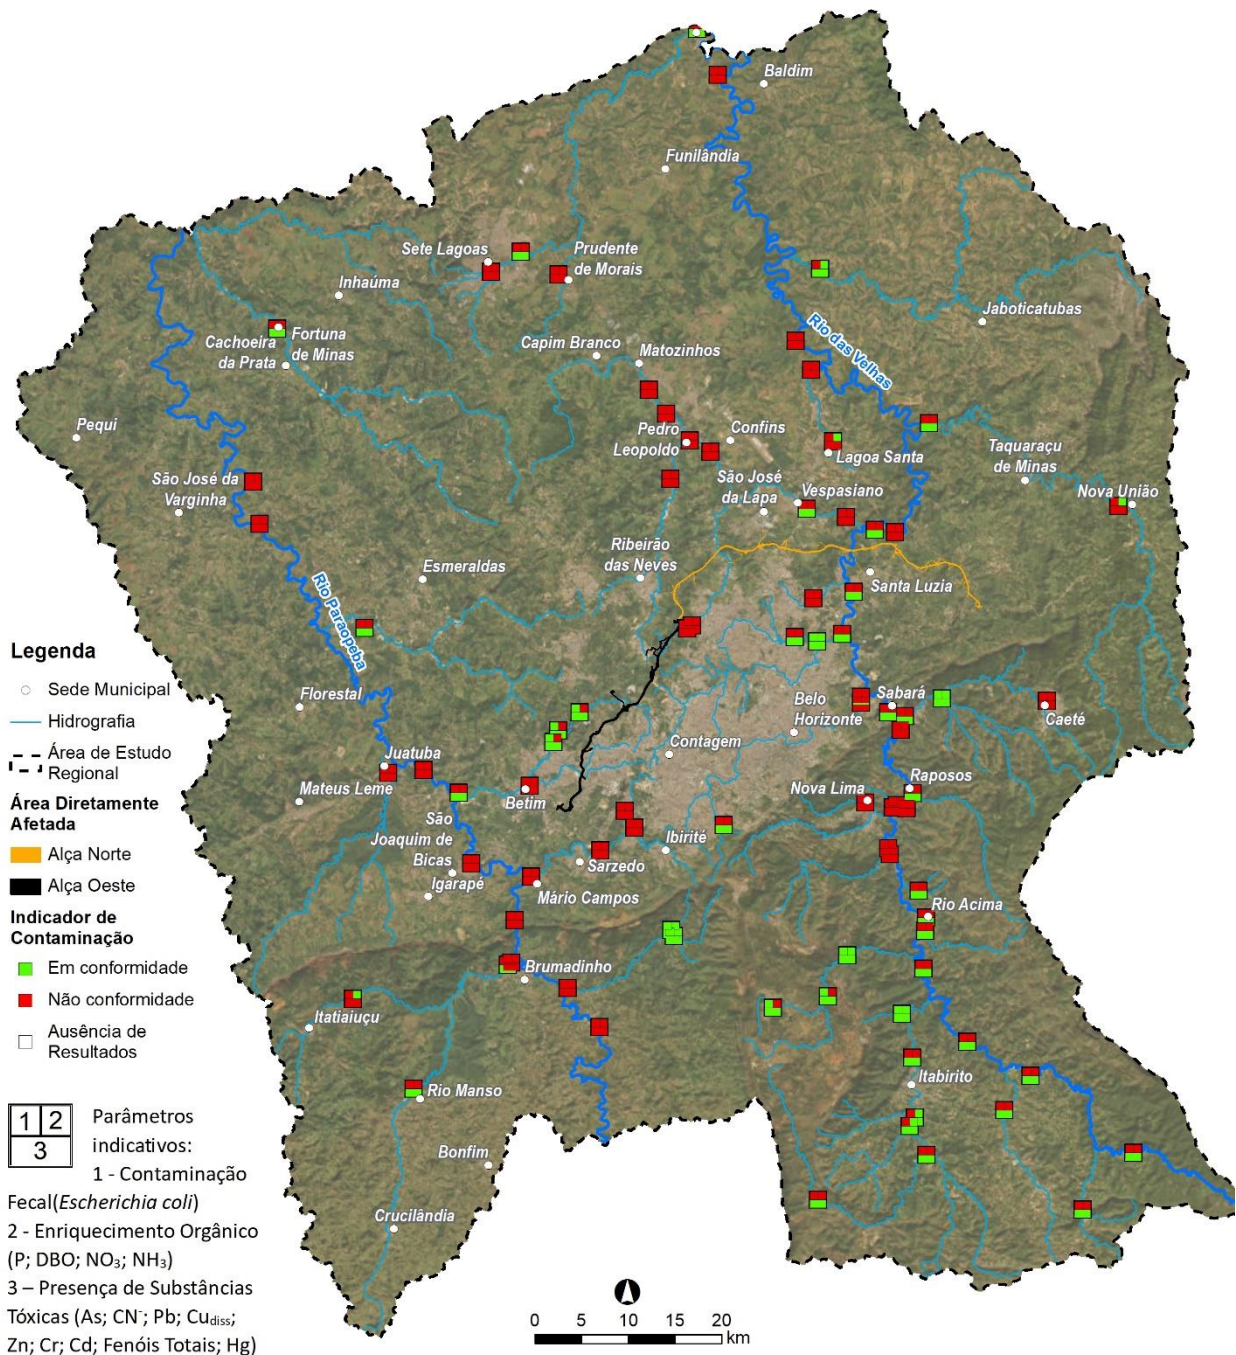 Baldim
Funilândia
Sete Lagoas
Prudente
de Morais
Inhaúma
Jaboticatubas
Rio das Velhas
Fortuna
de Minas
Cachoeira
da Prata
Capim Branco
Matozinhos
Pequi
Pedro
Leopoldo
Confins
Lagoa Santa
Taquaraçu
de Minas
São José da
Varginha
São José
da Lapa
Vespasiano
Nova União
Ribeirão
das Neves
Esmeraldas
Santa Luzia
Rio Paraopeba
Legenda
Sede Municipal
Hidrografia
Área de Estudo
Regional
Área Diretamente
Afetada
Alça Norte
Alça Oeste
Indicador de
Contaminação
Em conformidade
Não conformidade
Ausência de
Resultados
Florestal
Belo
Horizonte
Sabará
Caeté
Juatuba
Contagem
Mateus Leme
Betim
Nova Lima
Raposos
São
Joaquim de
Bicas
Ibirité
Sarzedo
Igarapé
Mário Campos
Rio Acima
Brumadinho
Itatiaiuçu
Itabirito
Rio Manso
Bonfim
Crucilândia
1 2
3
Parâmetros
indicativos:
1 - Contaminação
Fecal(Escherichia coli)
2 - Enriquecimento Orgânico
(P; DBO; NO₃; NH₃)
3 – Presença de Substâncias
Tóxicas (As; CN⁻; Pb; Cudiss;
Zn; Cr; Cd; Fenóis Totais; Hg)
0 5 10 15 20
km